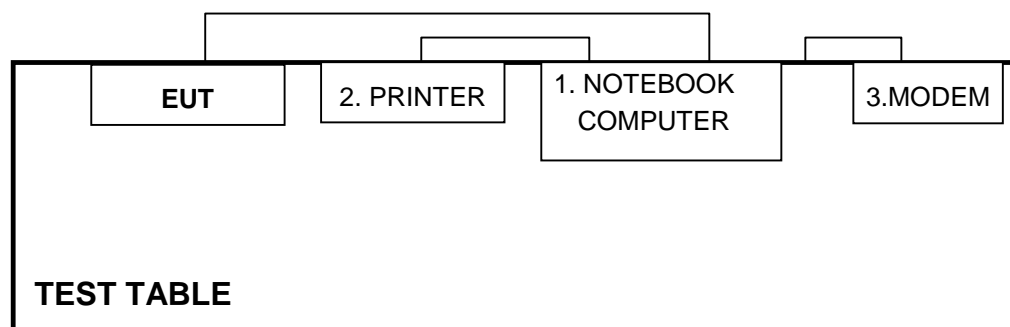 EUT
2. PRINTER
1. NOTEBOOK
COMPUTER
3.MODEM
TEST TABLE